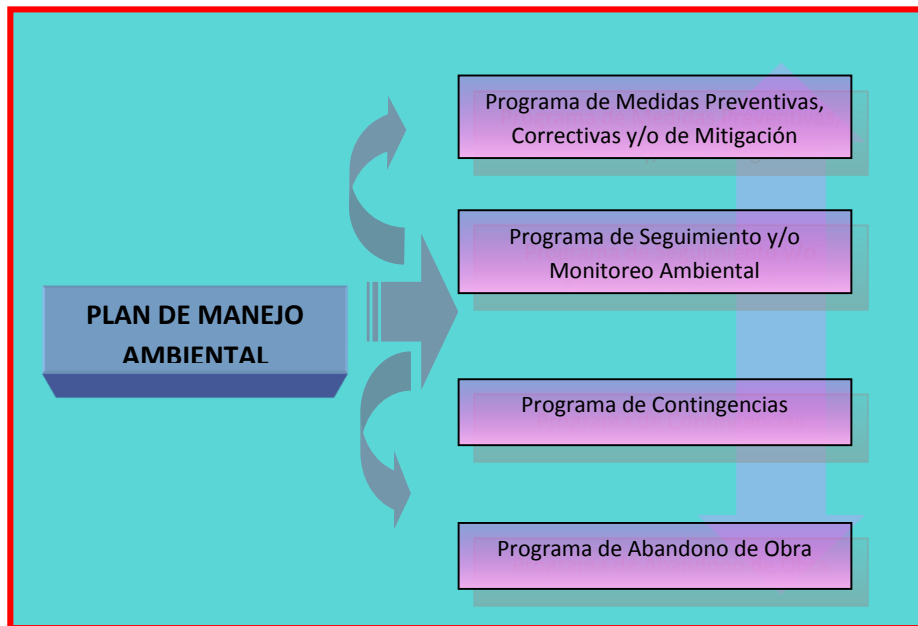 Programa de Medidas Preventivas,
Correctivas y/o de Mitigación
Programa de Seguimiento y/o
Monitoreo Ambiental
PLAN DE MANEJO
AMBIENTAL
Programa de Contingencias
Programa de Abandono de Obra